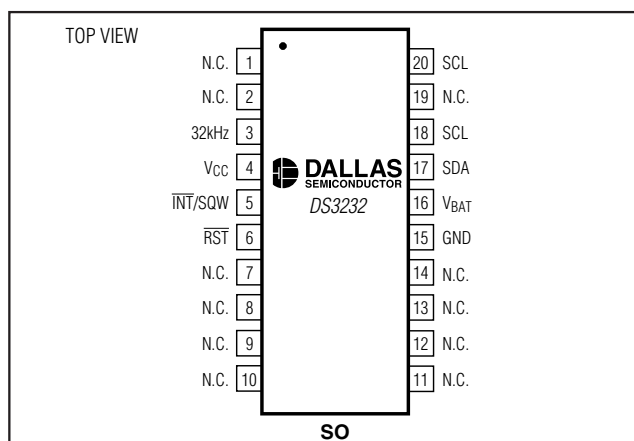 TOP VIEW
N.C. 1
N.C. 2
32kHz 3
VCC 4
INT/SQW 5
RST 6
N.C. 7
N.C. 8
N.C. 9
N.C. 10
DALLAS
SEMICONDUCTOR
DS3232
20 SCL
19 N.C.
18 SCL
17 SDA
16 VBAT
15 GND
14 N.C.
13 N.C.
12 N.C.
11 N.C.
SO